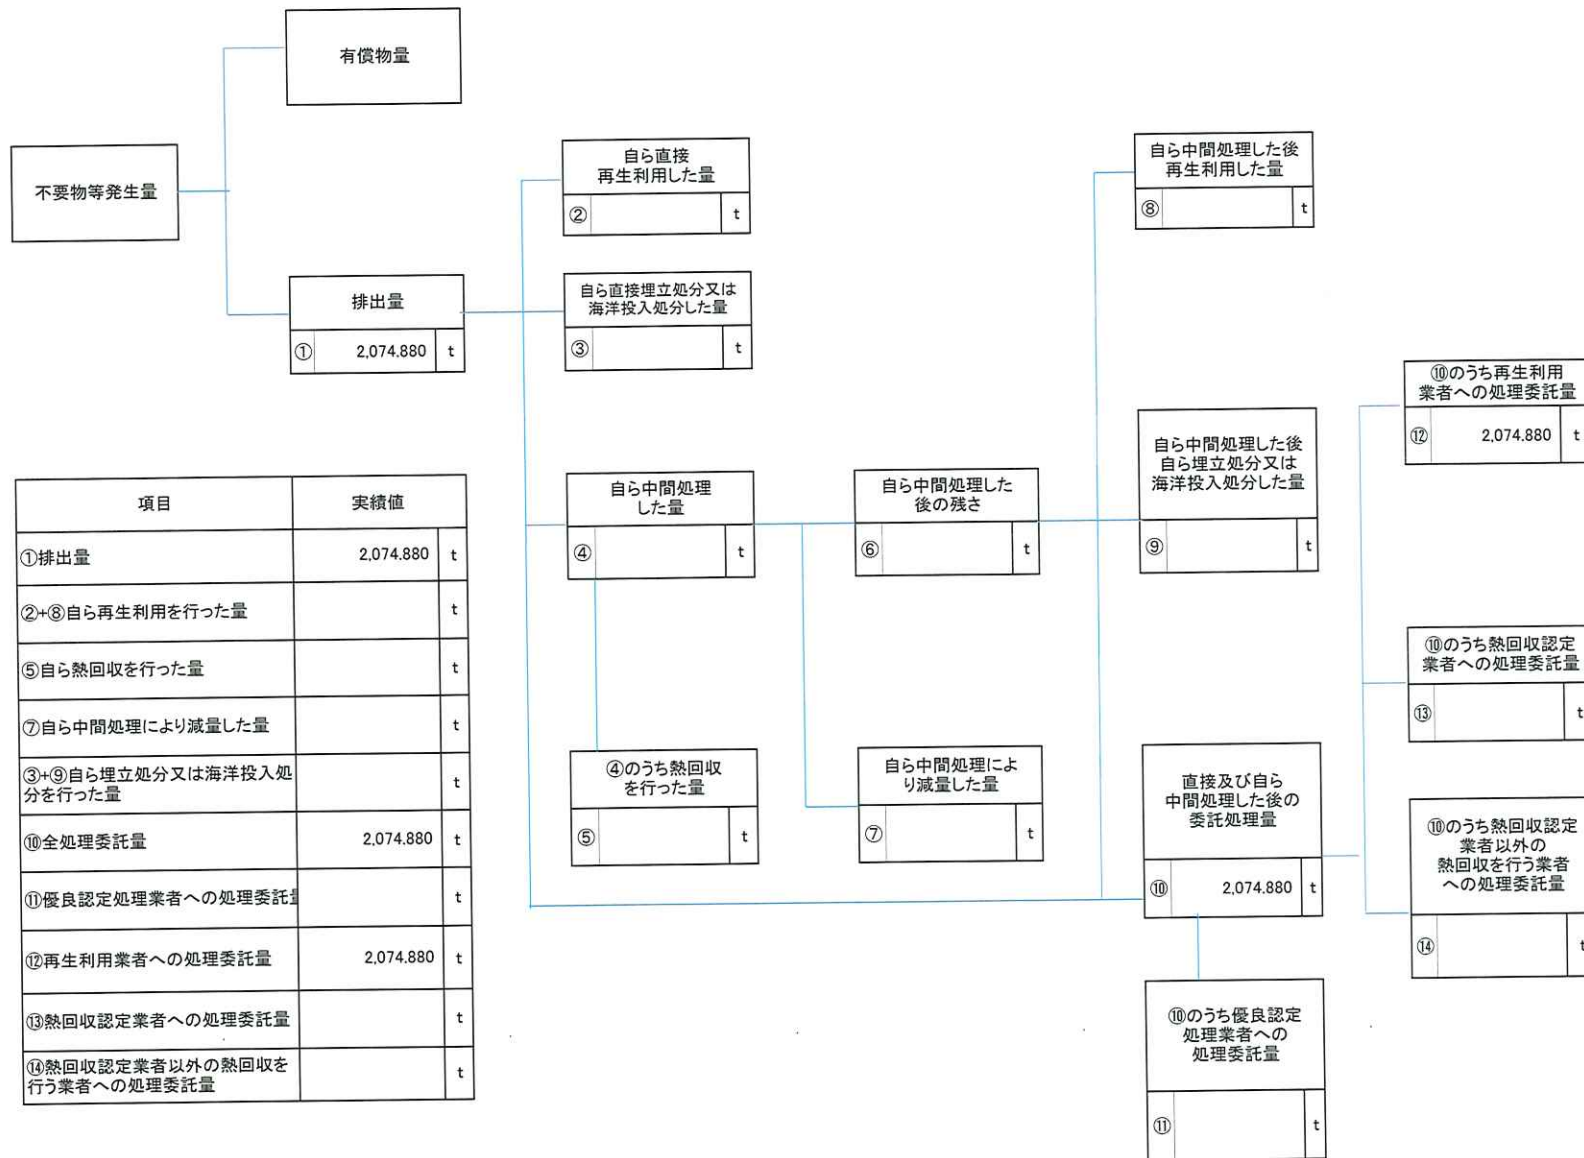 有償物量
不要物等発生量
排出量
① 2,074.880 t
自ら直接
再生利用した量
② t
自ら直接埋立処分又は
海洋投入処分した量
③ t
自ら中間処理
した量
④ t
④のうち熱回収
を行った量
⑤ t
自ら中間処理した
後の残さ
⑥ t
自ら中間処理によ
り減量した量
⑦ t
自ら中間処理した後
再生利用した量
⑧ t
自ら中間処理した後
自ら埋立処分又は
海洋投入処分した量
⑨ t
直接及び自ら
中間処理した後の
委託処理量
⑩ 2,074.880 t
⑩のうち優良認定
処理業者への
処理委託量
⑪ t
⑩のうち再生利用
業者への処理委託量
⑫ 2,074.880 t
⑩のうち熱回収認定
業者への処理委託量
⑬ t
⑩のうち熱回収認定
業者以外の
熱回収を行う業者
への処理委託量
⑭ t
項目 実績値
①排出量 2,074.880 t
②+⑧自ら再生利用を行った量 t
⑤自ら熱回収を行った量 t
⑦自ら中間処理により減量した量 t
③+⑨自ら埋立処分又は海洋投入処
分を行った量 t
⑩全処理委託量 2,074.880 t
⑪優良認定処理業者への処理委託量 t
⑫再生利用業者への処理委託量 2,074.880 t
⑬熱回収認定業者への処理委託量 t
⑭熱回収認定業者以外の熱回収を
行う業者への処理委託量 t